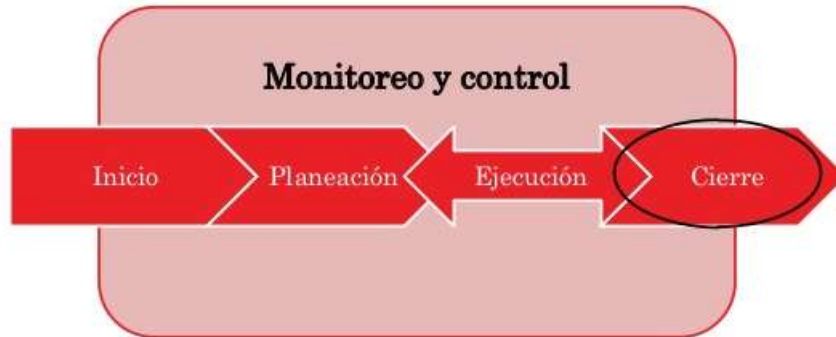 Monitoreo y control
Inicio
Planeación
Ejecución
Cierre